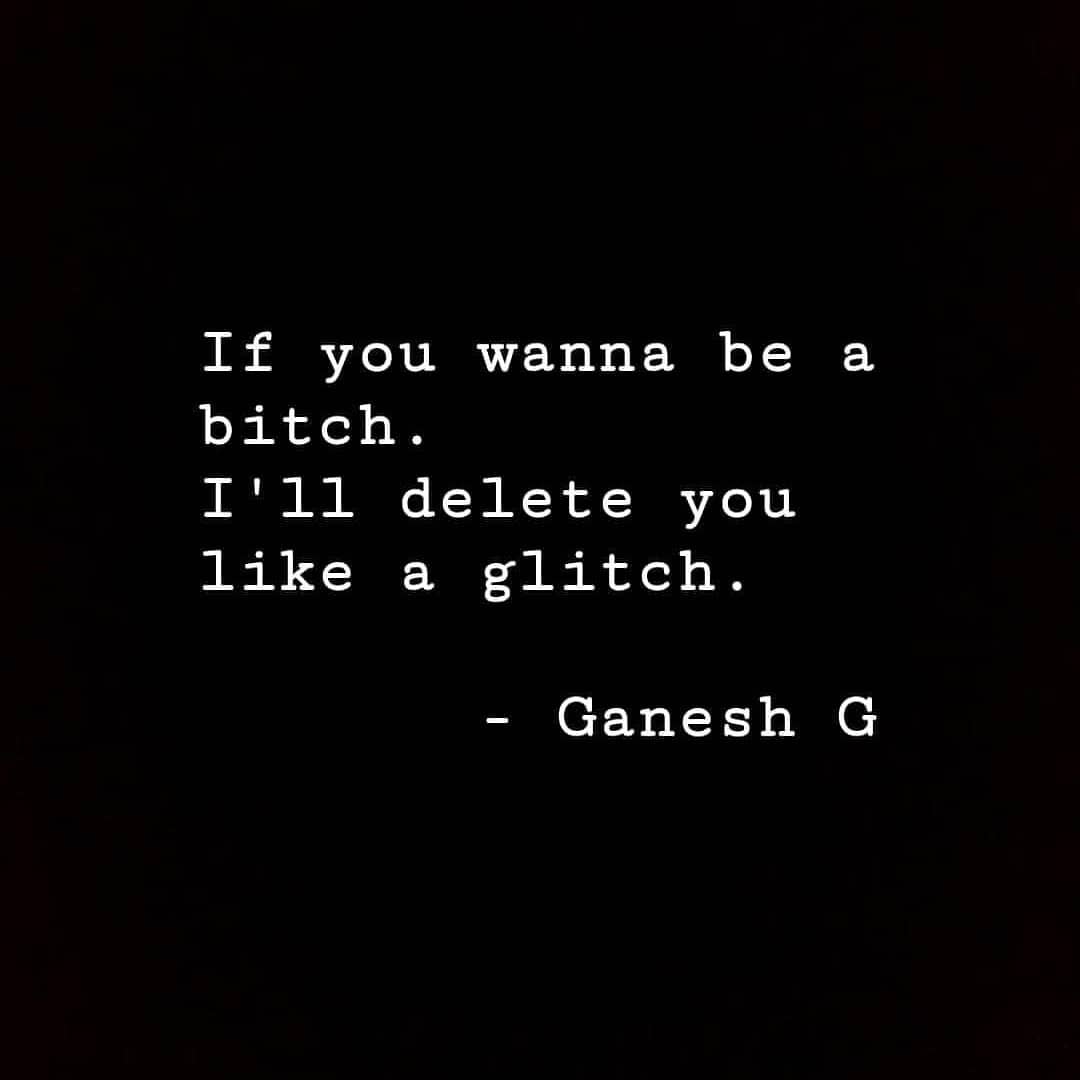 If you wanna be a
bitch.
I'll delete you
like a glitch.
- Ganesh G